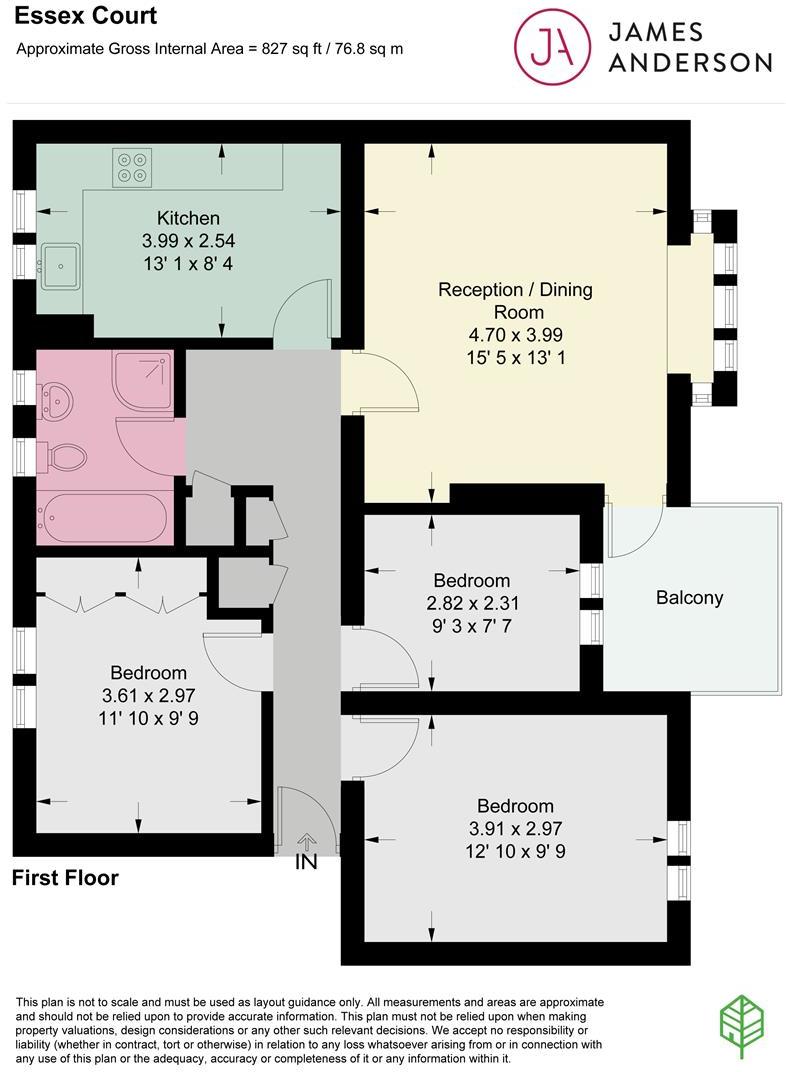 Essex Court
Approximate Gross Internal Area = 827 sq ft / 76.8 sq m
JA
JAMES
ANDERSON
Kitchen
3.99 x 2.54
13' 1 x 8' 4
Reception / Dining
Room
4.70 x 3.99
15' 5 x 13' 1
Bedroom
2.82 x 2.31
9' 3 x 7' 7
Balcony
Bedroom
3.61 x 2.97
11' 10 x 9' 9
Bedroom
3.91 x 2.97
12' 10 x 9' 9
IN
First Floor
This plan is not to scale and must be used as layout guidance only. All measurements and areas are approximate
and should not be relied upon to provide accurate information. This plan must not be relied upon when making
property valuations, design considerations or any other such relevant decisions. We accept no responsibility or
liability (whether in contract, tort or otherwise) in relation to any loss whatsoever arising from or in connection with
any use of this plan or the adequacy, accuracy or completeness of it or any information within it.